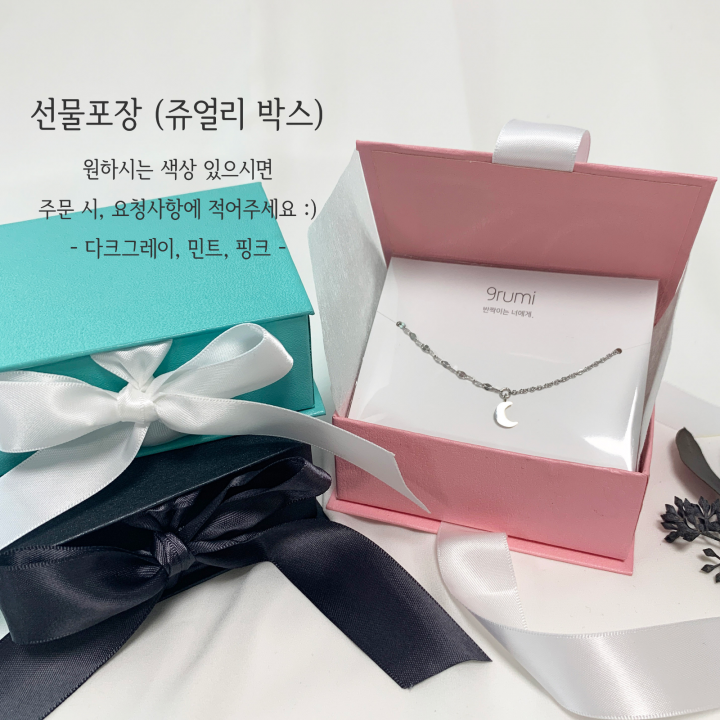 선물포장 (쥬얼리 박스)
원하시는 색상 있으시면
주문 시, 요청사항에 적어주세요 :)
- 다크그레이, 민트, 핑크 -
9rumi
반짝이는 너에게.